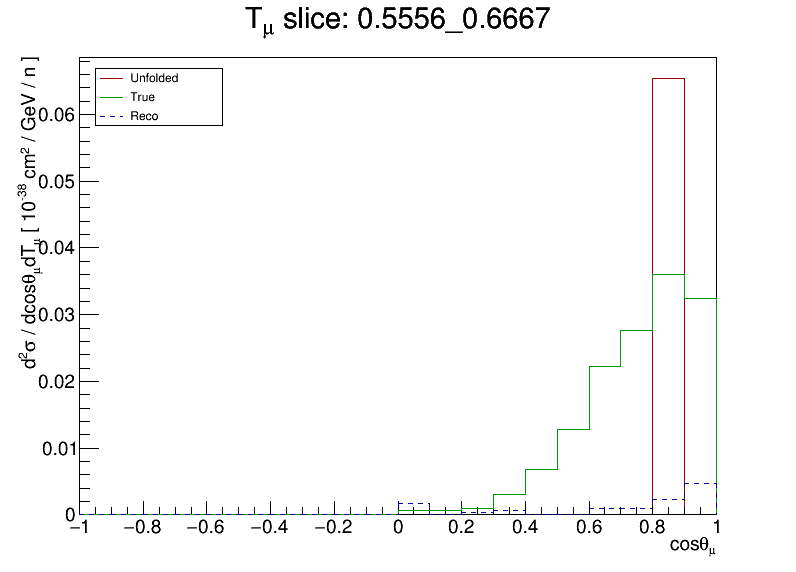 Tμ slice: 0.5556_0.6667
d²σ / dcosθμdTμ [ 10⁻³⁸ cm² / GeV / n ]
Unfolded
True
Reco
0.06
0.05
0.04
0.03
0.02
0.01
0
−1 −0.8 −0.6 −0.4 −0.2 0 0.2 0.4 0.6 0.8 1
cosθμ